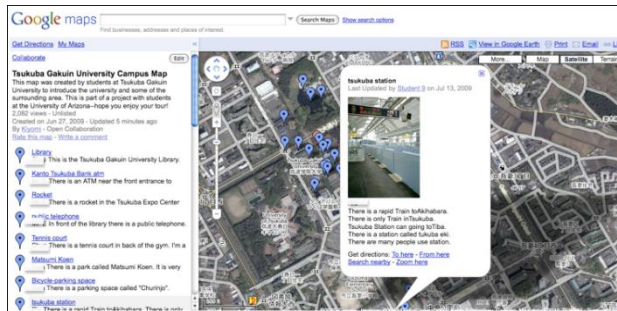 Google maps
Search Maps
Show search options
Find businesses, addresses and places of interest.
Get Directions My Maps
RSS View in Google Earth Print Email
Collaborate
Edit
Tsukuba Gakuin University Campus Map
This map was created by students at Tsukuba Gakuin
University to introduce the university and some of the
surrounding area. This is part of a project with students
at the University of Arizona--hope you enjoy your tour!
2,082 views - Unlisted
Created on Jun 27, 2009 - Updated 5 minutes ago
By Kiyomi - Open Collaboration
Rate this map - Write a comment
Library
This is the Tsukuba Gakuin University Library.
Kanto Tsukuba Bank atm
There is an ATM near the front entrance to
Rocket
There is a rocket in the Tsukuba Expo Center
public telephone
In front of the library there is a public telephone.
Tennis court
There is a tennis court in back of the gym. I'm a
Matsumi Koen
There is a park called Matsumi Koen. It is very
Bicycle-parking space
There is a parking space called "Churinjo".
tsukuba station
There is a rapid Train toAkihabara. There is only
More...
Map
Satellite
Terrain
tsukuba station
Last Updated by Student 9 on Jul 13, 2009
There is a rapid Train toAkihabara.
There is only Train inTsukuba.
Tsukuba Station can going toTiba.
There is a station called tukuba eki.
There are many people use station.
Get directions: To here - From here
Search nearby - Zoom here